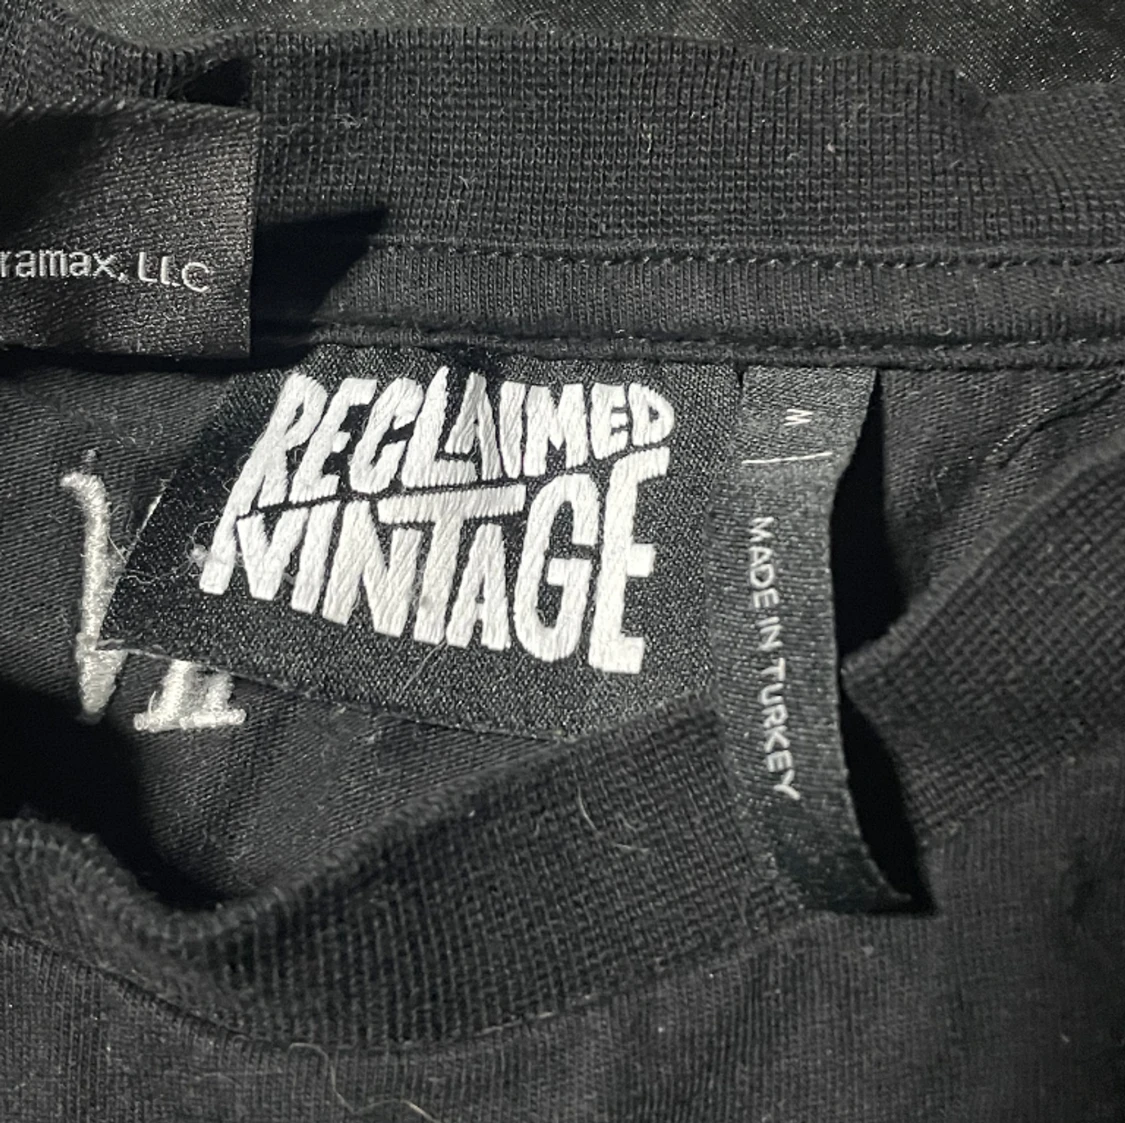 ramax, LLC
RECLAIMED
VINTAGE
M
MADE IN TURKEY